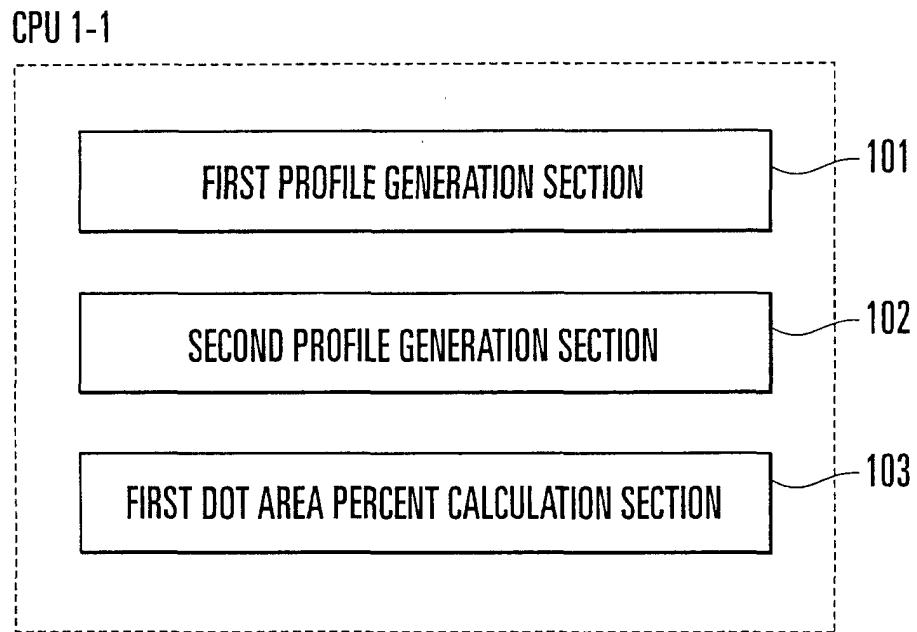 CPU 1-1
FIRST PROFILE GENERATION SECTION
101
SECOND PROFILE GENERATION SECTION
102
FIRST DOT AREA PERCENT CALCULATION SECTION
103